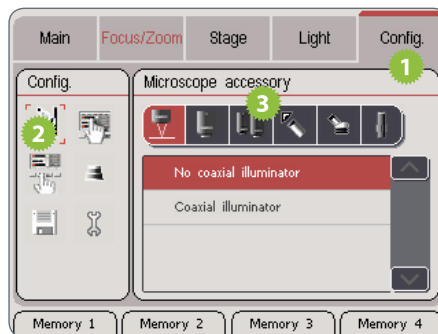 Main Focus/Zoom Stage Light Config.
1
Config. Microscope accessory
2 3
No coaxial illuminator
Coaxial illuminator
Memory 1 Memory 2 Memory 3 Memory 4